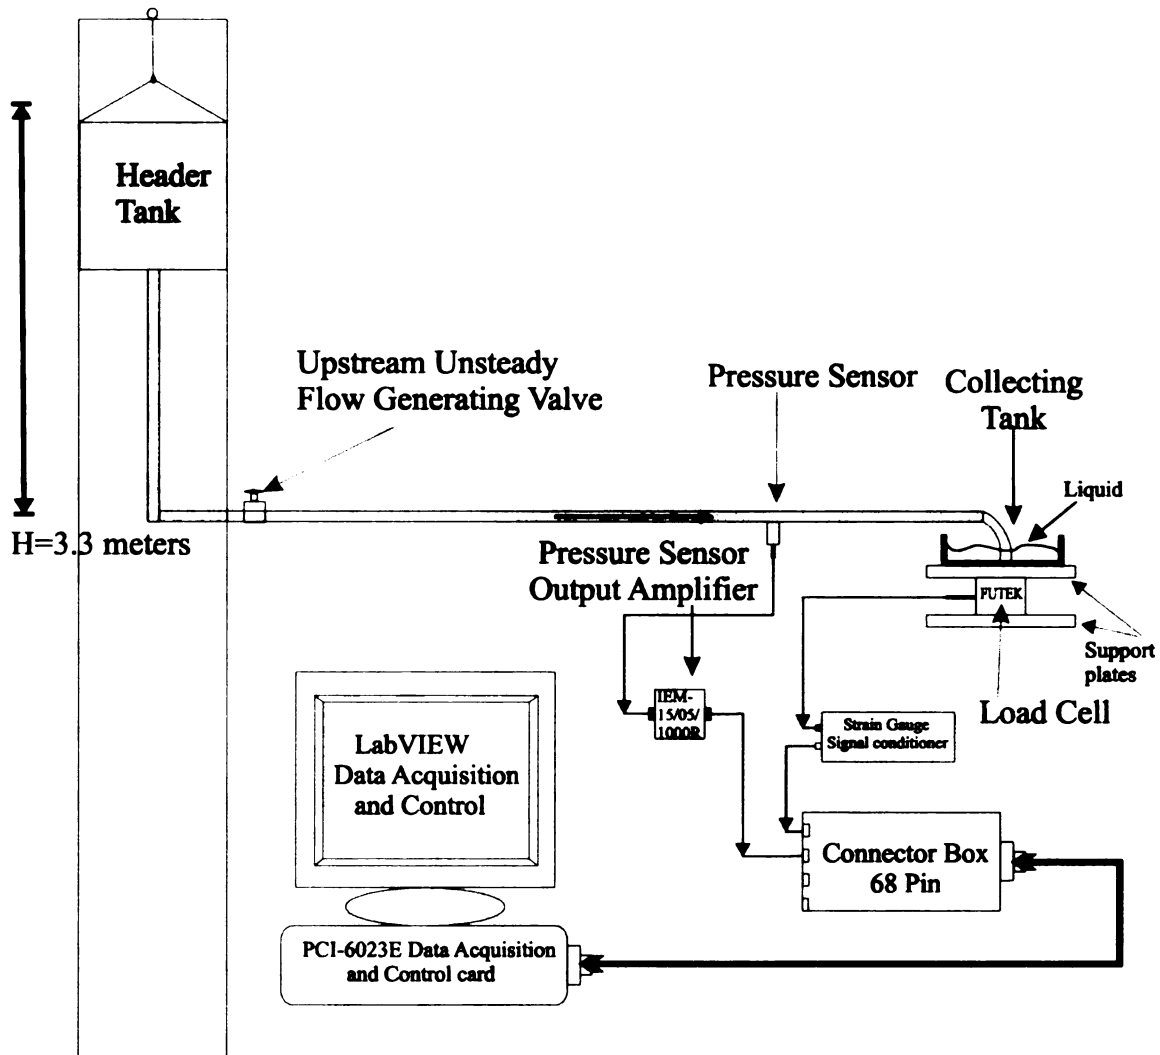 Header
Tank
Upstream Unsteady
Flow Generating Valve
Pressure Sensor
Collecting
Tank
Liquid
H=3.3 meters
Pressure Sensor
Output Amplifier
FUTEK
Support
plates
Load Cell
IEM-
15/05/
1000R
Strain Gauge
Signal conditioner
LabVIEW
Data Acquisition
and Control
Connector Box
68 Pin
PCI-6023E Data Acquisition
and Control card